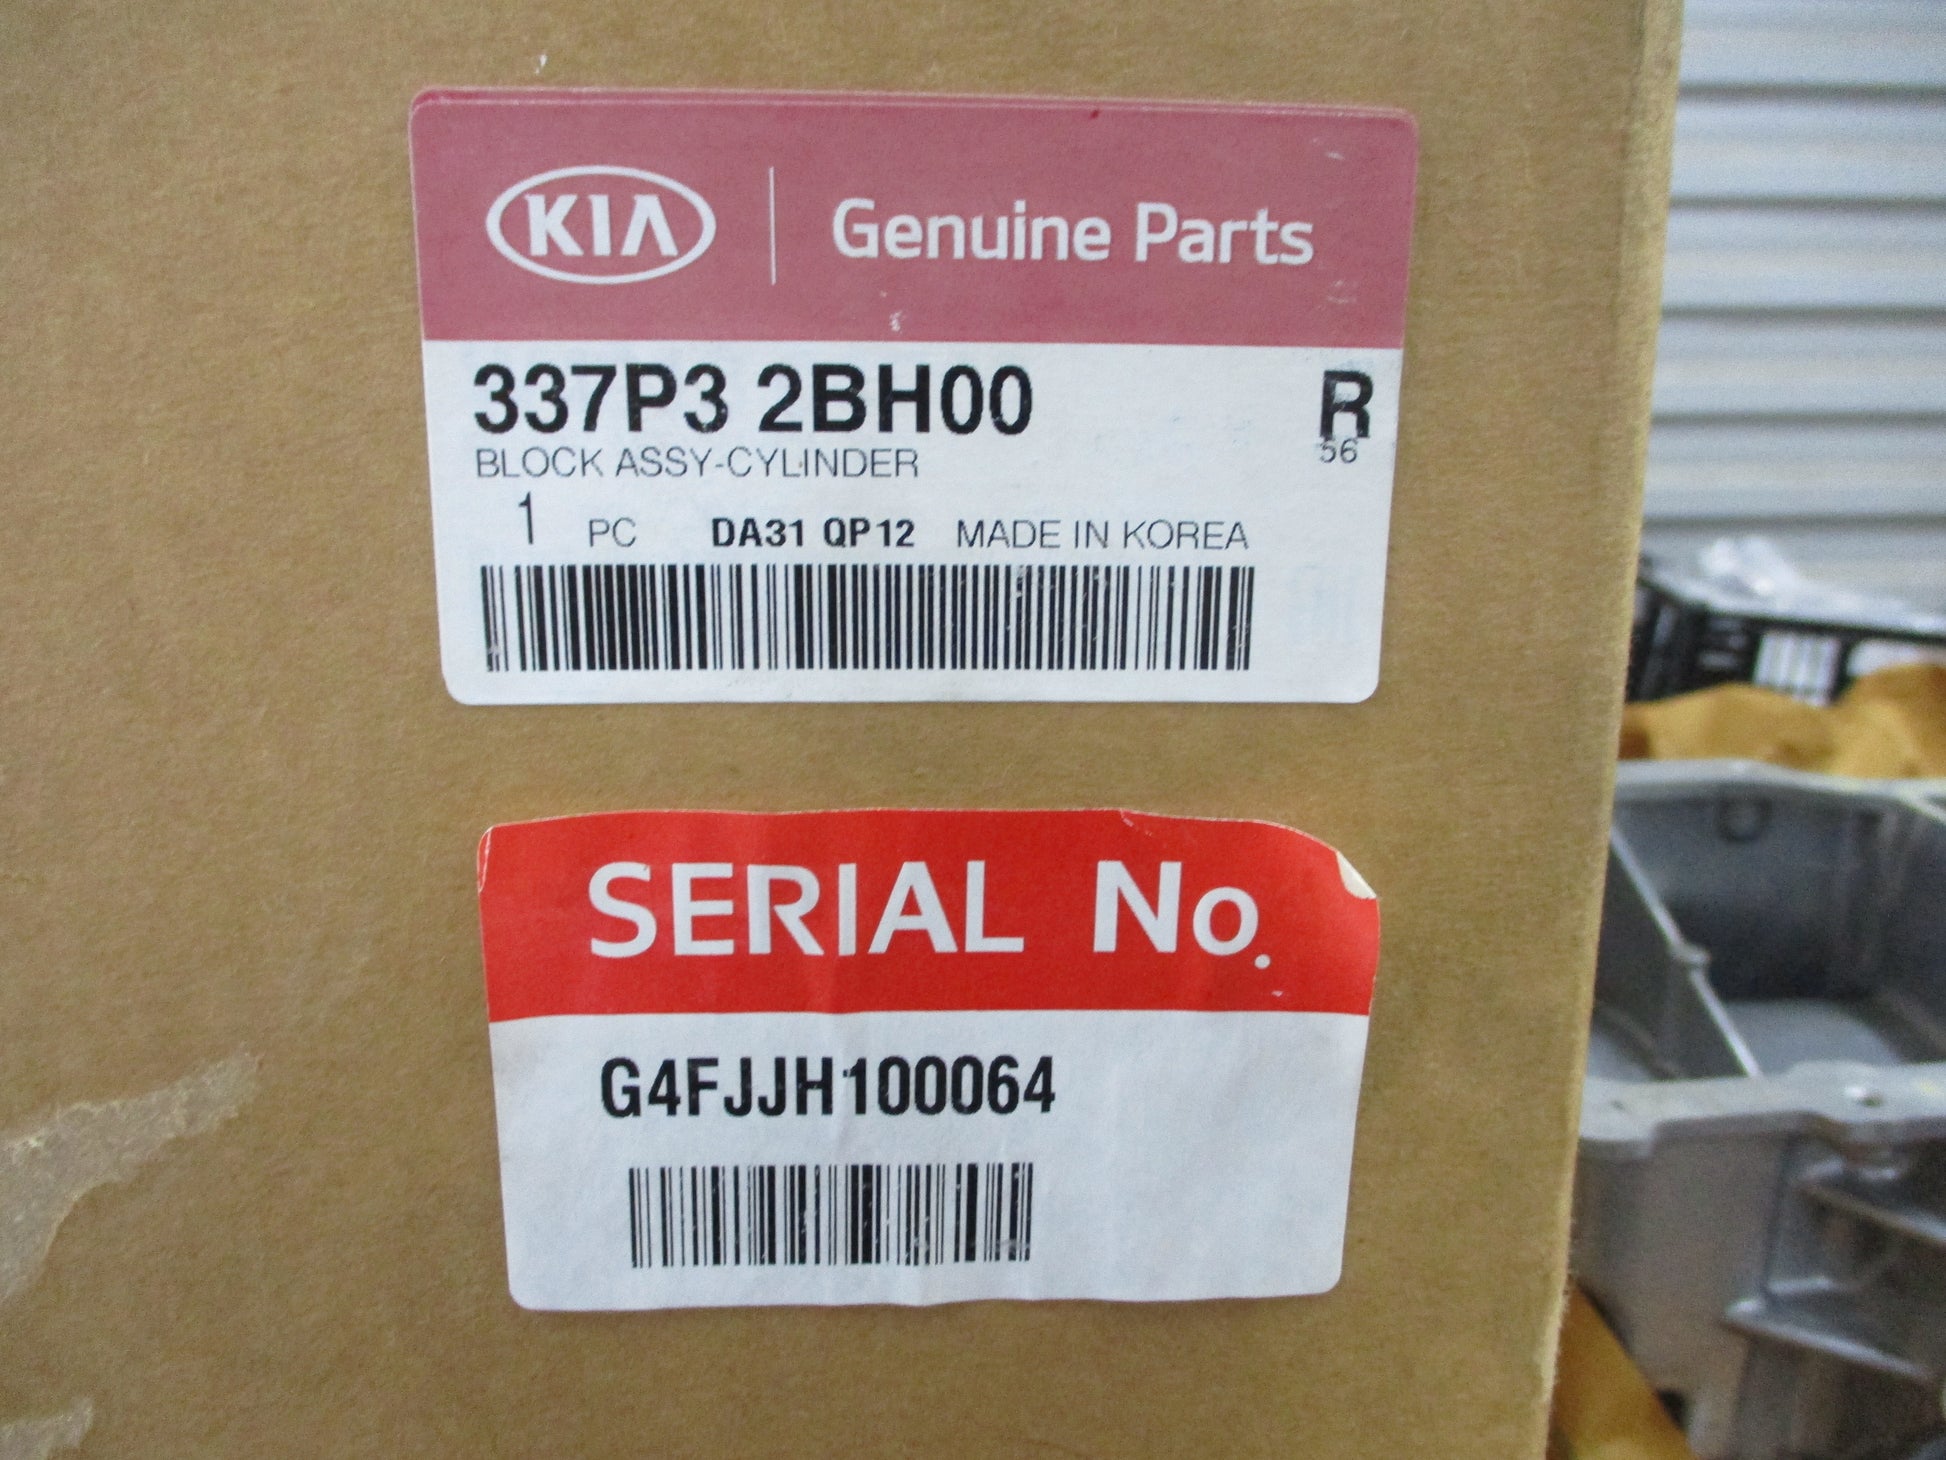 KIA Genuine Parts
337P3 2BH00 R
BLOCK ASSY-CYLINDER 56
1 PC DA31 QP12 MADE IN KOREA
SERIAL No.
G4FJJH100064